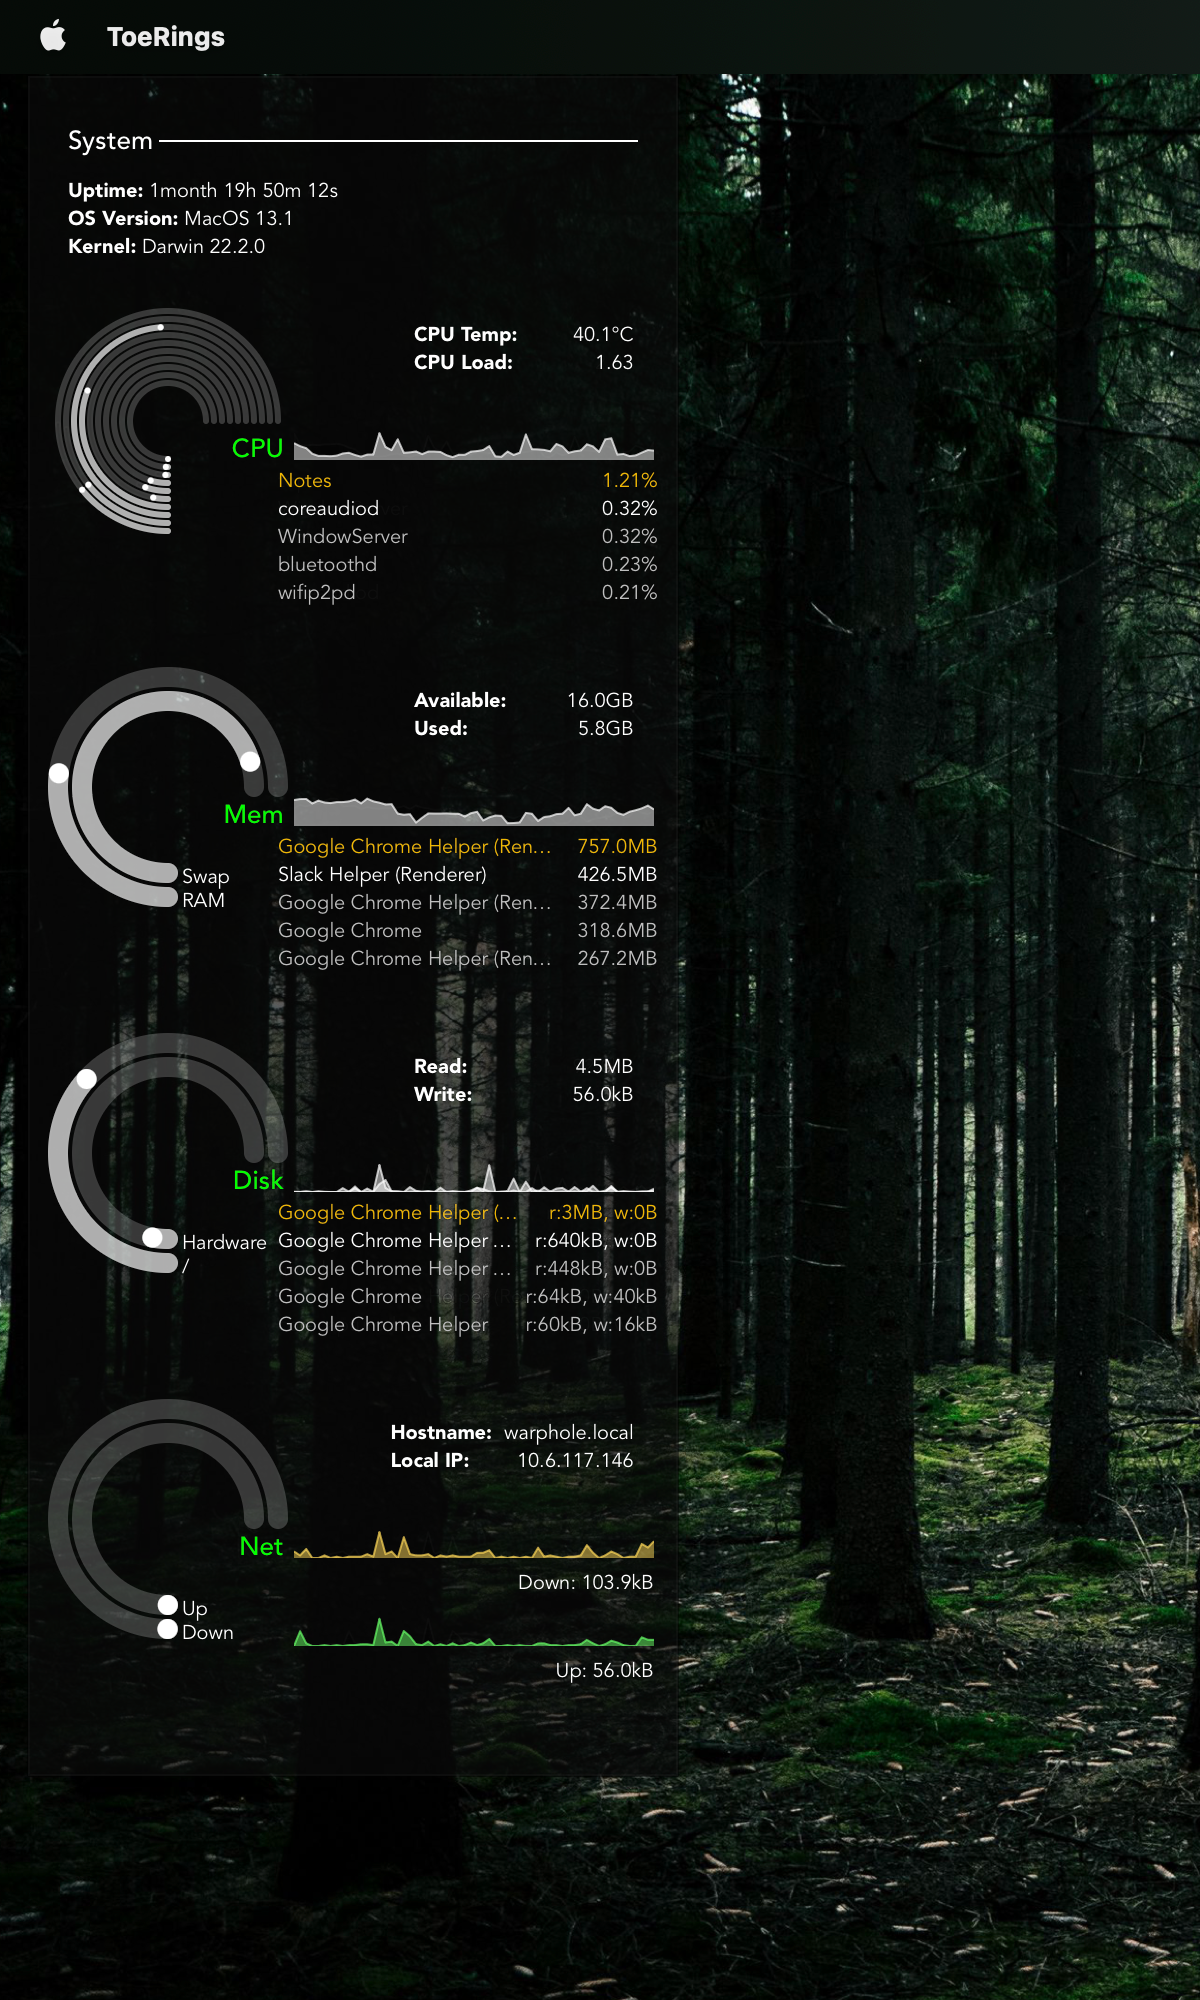 ToeRings
System
Uptime: 1month 19h 50m 12s
OS Version: MacOS 13.1
Kernel: Darwin 22.2.0
CPU Temp: 40.1°C
CPU Load: 1.63
CPU
Notes 1.21%
coreaudiod 0.32%
WindowServer 0.32%
bluetoothd 0.23%
wifip2pd 0.21%
Available: 16.0GB
Used: 5.8GB
Mem
Google Chrome Helper (Ren… 757.0MB
Slack Helper (Renderer) 426.5MB
Google Chrome Helper (Ren… 372.4MB
Google Chrome 318.6MB
Google Chrome Helper (Ren… 267.2MB
Swap
RAM
Read: 4.5MB
Write: 56.0kB
Disk
Google Chrome Helper (… r:3MB, w:0B
Google Chrome Helper … r:640kB, w:0B
Google Chrome Helper … r:448kB, w:0B
Google Chrome r:64kB, w:40kB
Google Chrome Helper r:60kB, w:16kB
Hardware
/
Hostname: warphole.local
Local IP: 10.6.117.146
Net
Down: 103.9kB
Up
Down
Up: 56.0kB